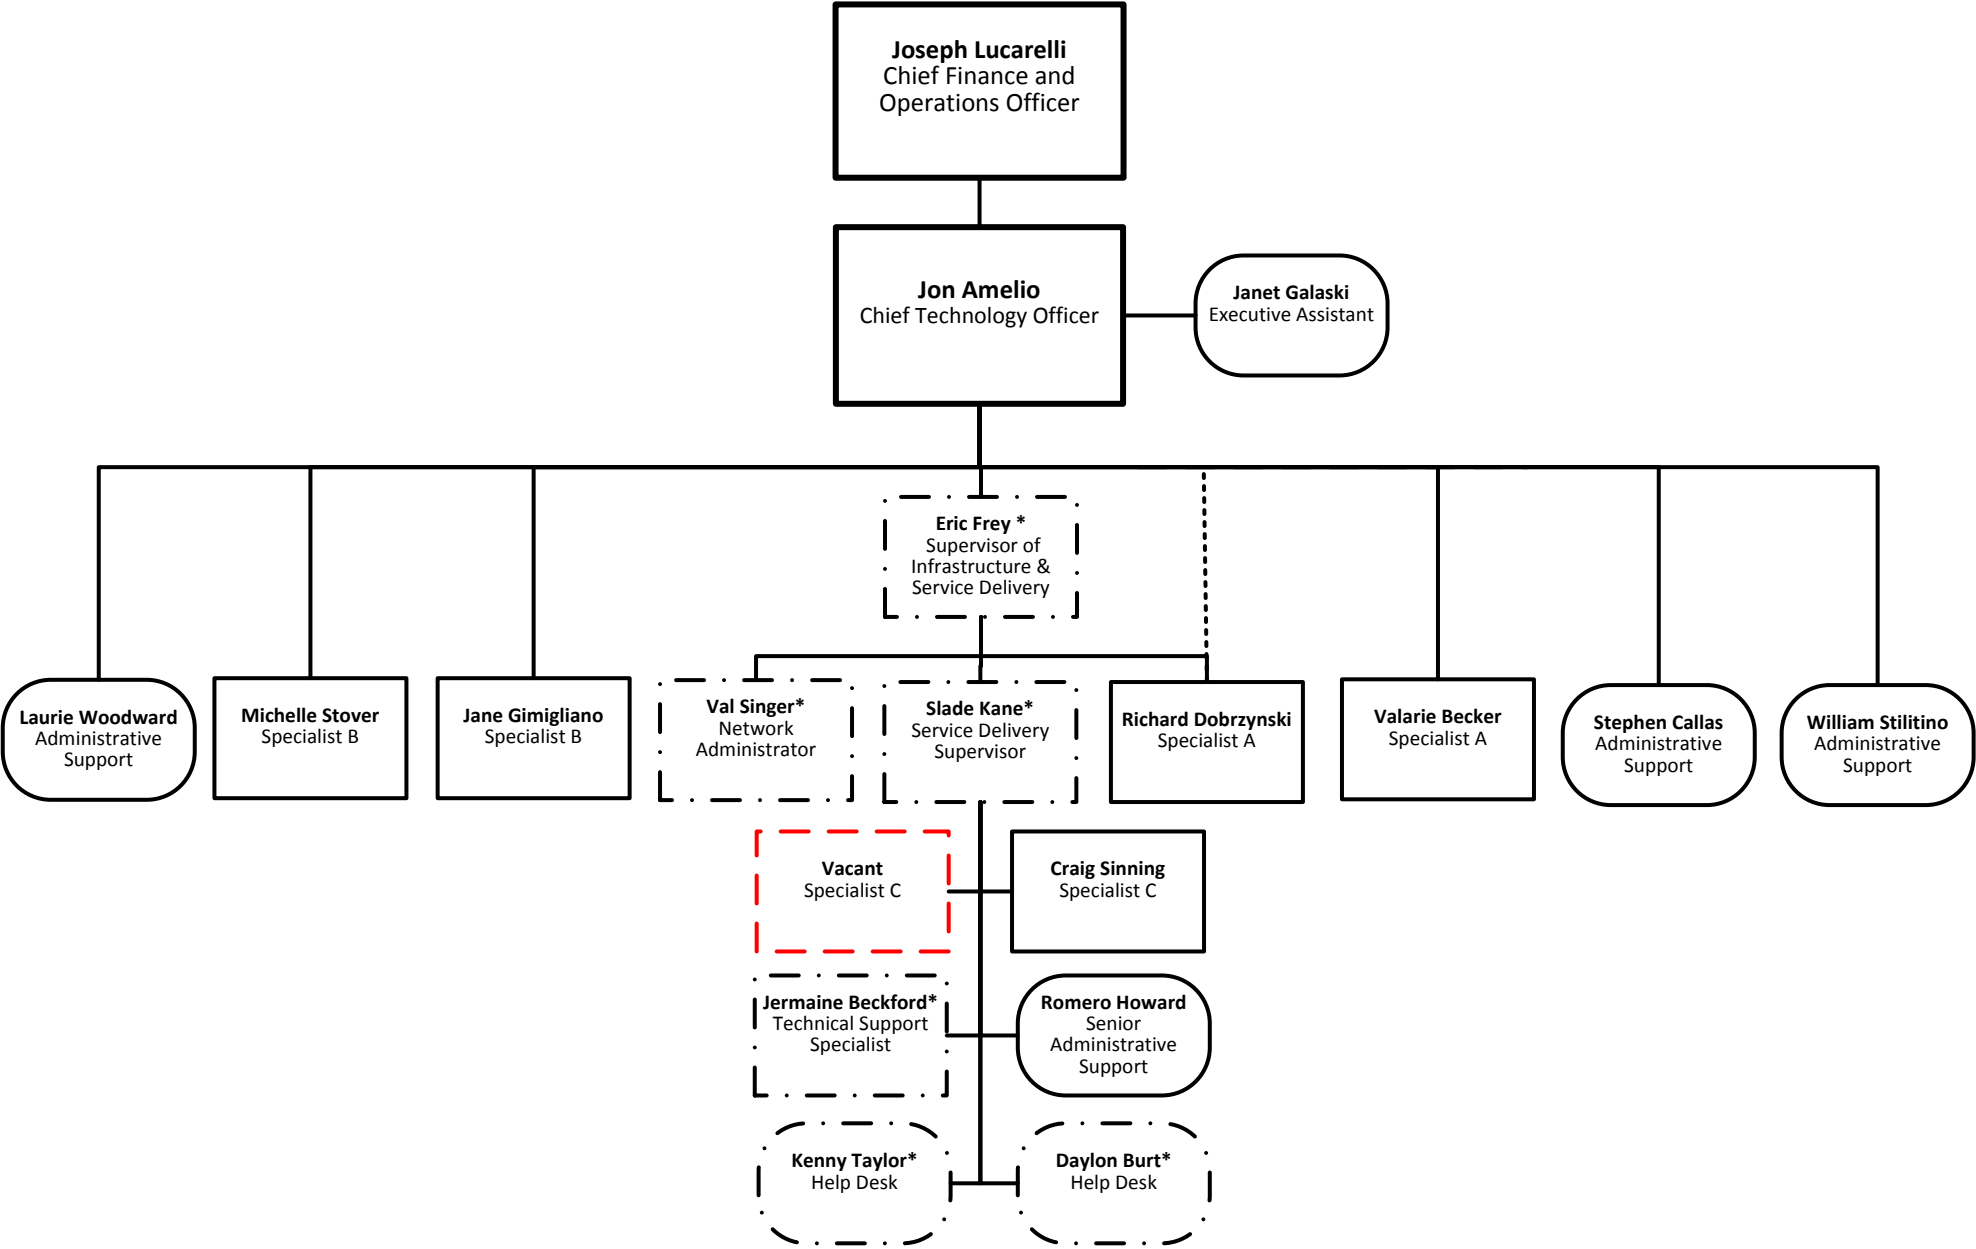 Joseph Lucarelli
Chief Finance and
Operations Officer
Jon Amelio
Chief Technology Officer
Janet Galaski
Executive Assistant
Eric Frey *
Supervisor of
Infrastructure &
Service Delivery
Laurie Woodward
Administrative
Support
Michelle Stover
Specialist B
Jane Gimigliano
Specialist B
Val Singer*
Network
Administrator
Slade Kane*
Service Delivery
Supervisor
Richard Dobrzynski
Specialist A
Valarie Becker
Specialist A
Stephen Callas
Administrative
Support
William Stilitino
Administrative
Support
Vacant
Specialist C
Craig Sinning
Specialist C
Jermaine Beckford*
Technical Support
Specialist
Romero Howard
Senior
Administrative
Support
Kenny Taylor*
Help Desk
Daylon Burt*
Help Desk